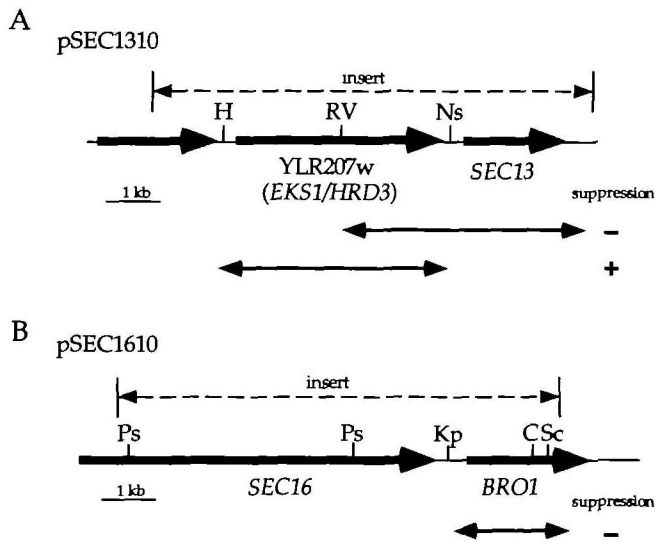 A
pSEC1310
insert
H RV Ns
YLR207w SEC13
(EKS1/HRD3)
1 kb
suppression
−
+
B
pSEC1610
insert
Ps Ps Kp C Sc
1 kb SEC16 BRO1
suppression
−